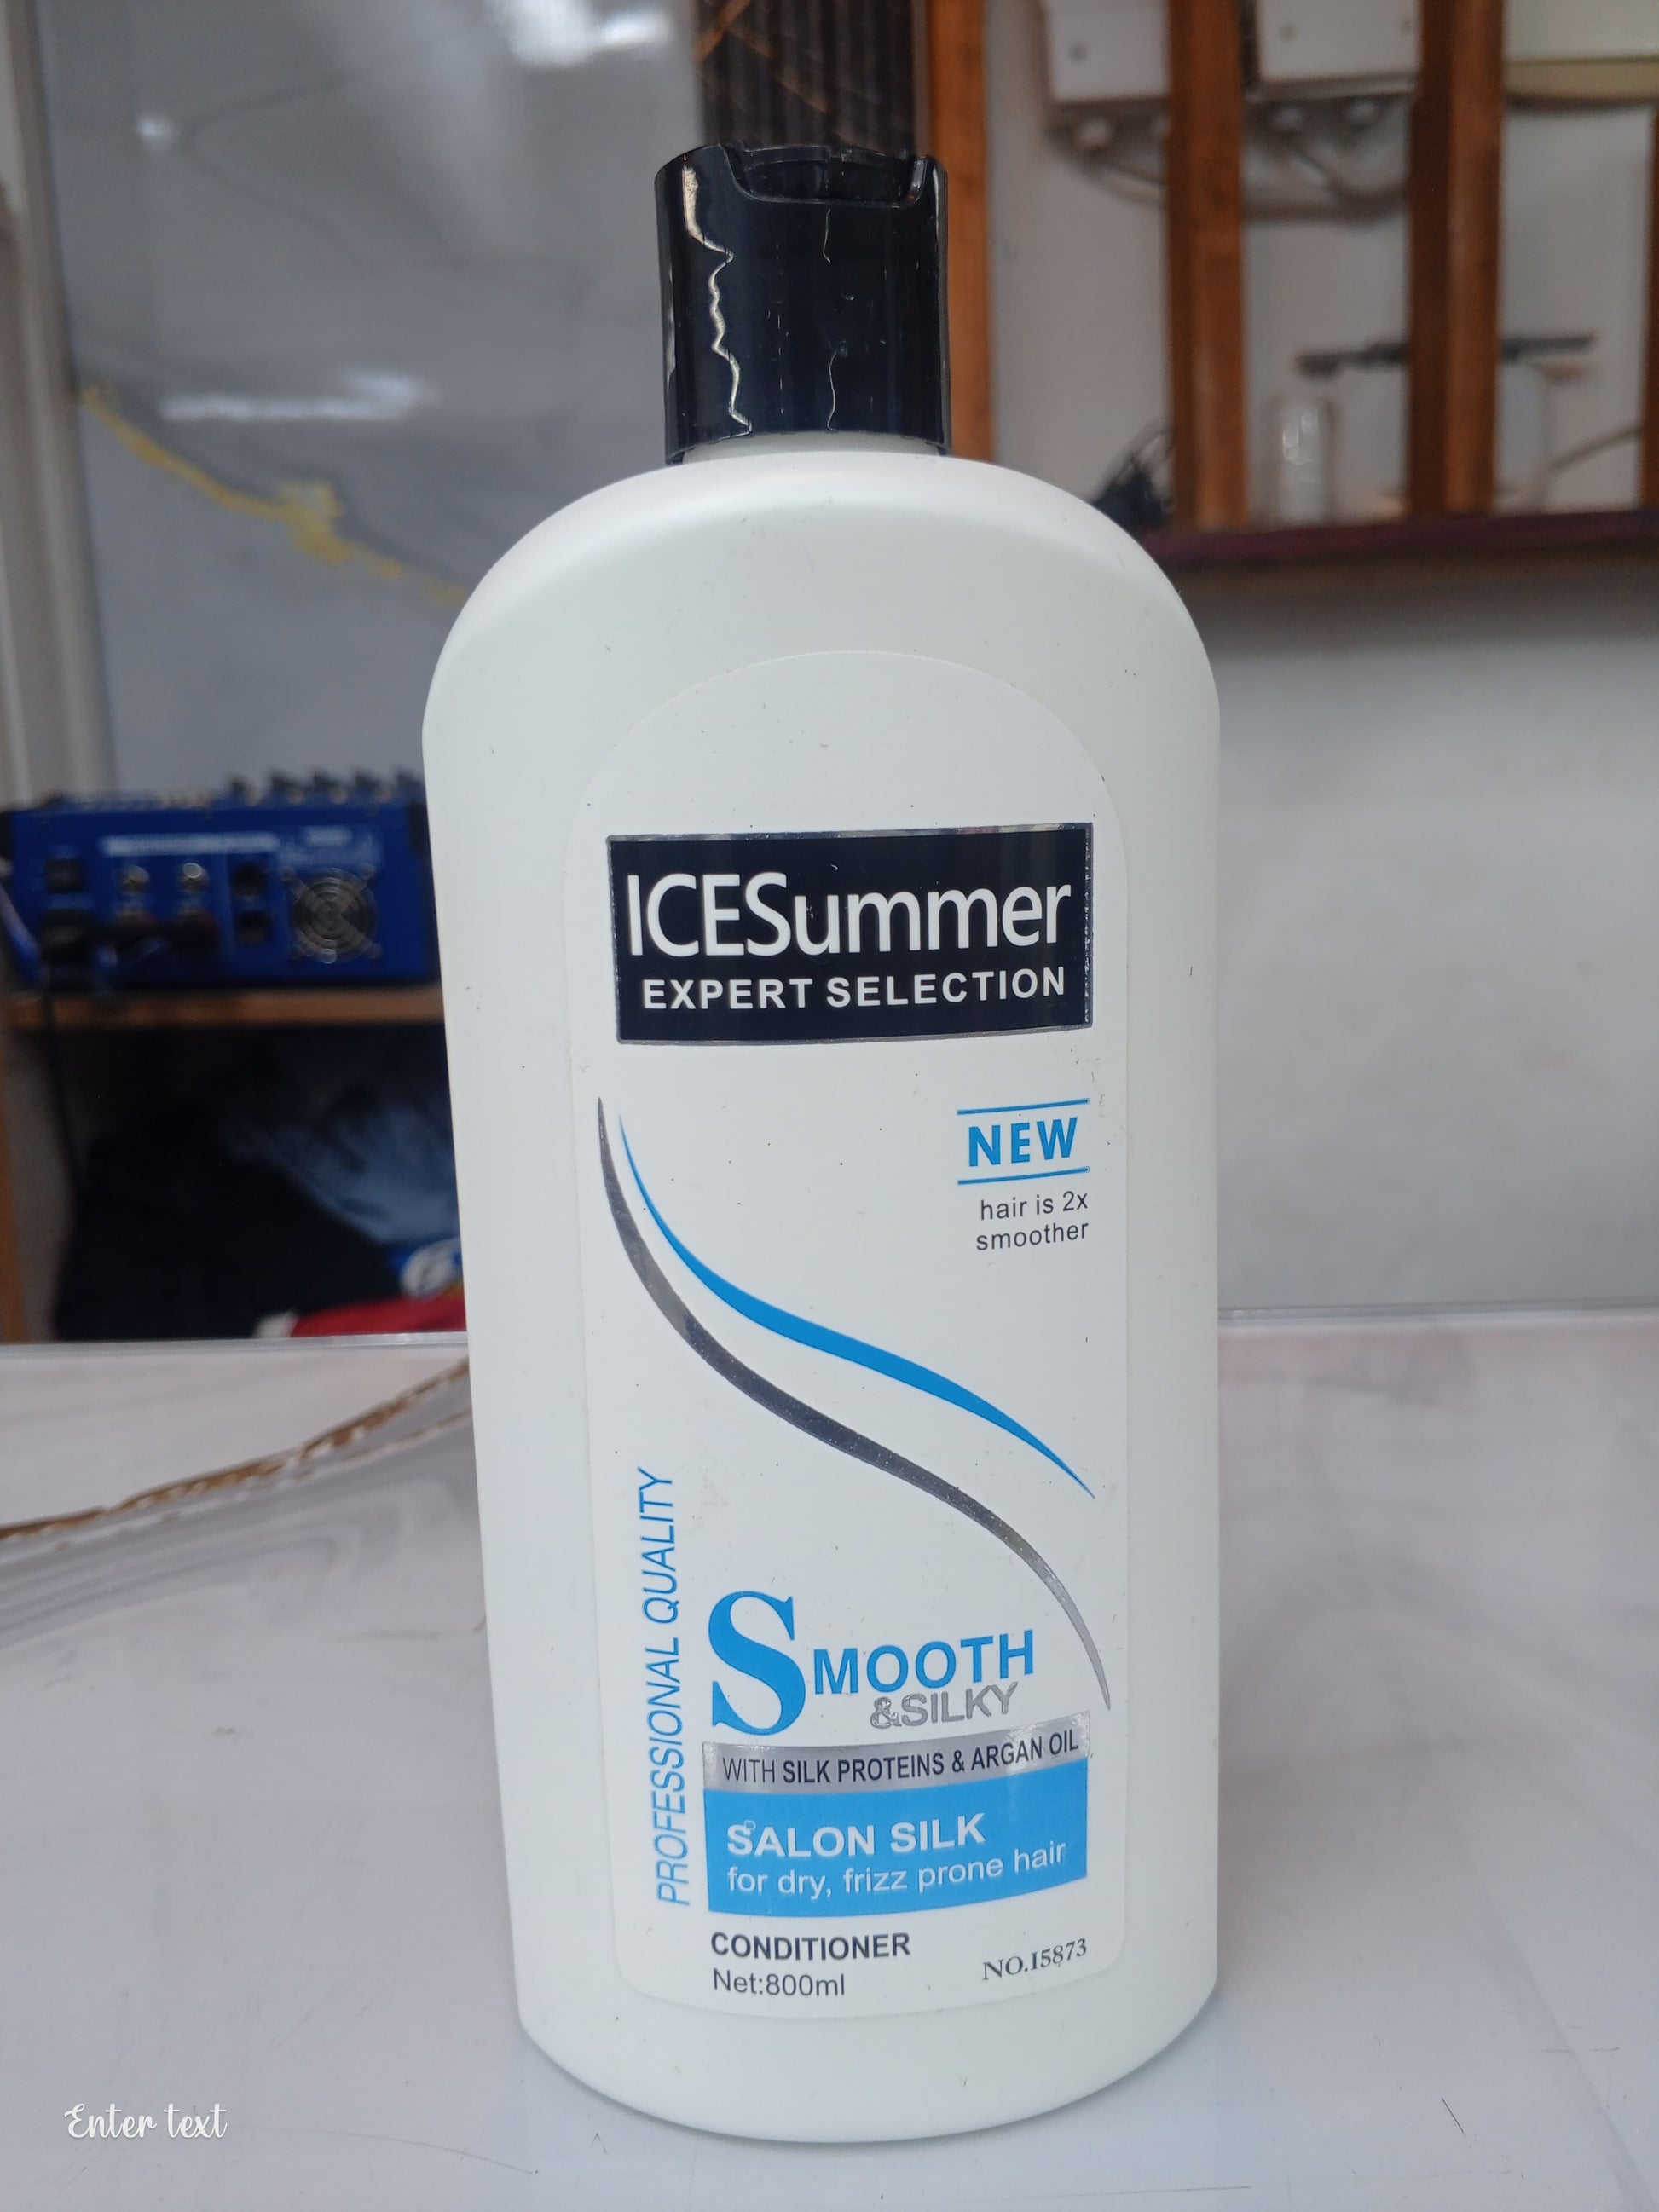 ICESummer
EXPERT SELECTION
NEW
hair is 2x
smoother
PROFESSIONAL QUALITY
SMOOTH
&SILKY
WITH SILK PROTEINS & ARGAN OIL
SALON SILK
for dry, frizz prone hair
CONDITIONER
Net:800ml
NO.I5873
Enter text